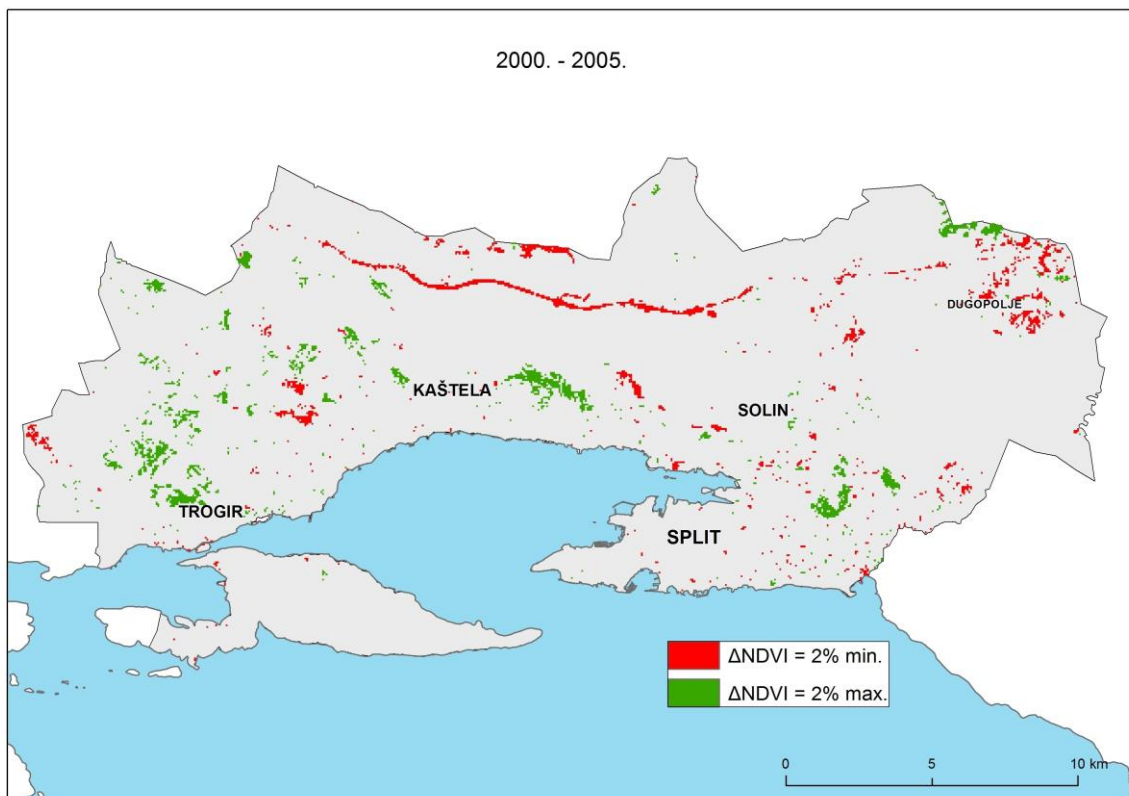 2000. - 2005.
DUGOPOLJE
KAŠTELA
SOLIN
TROGIR
SPLIT
ΔNDVI = 2% min.
ΔNDVI = 2% max.
0 5 10 km